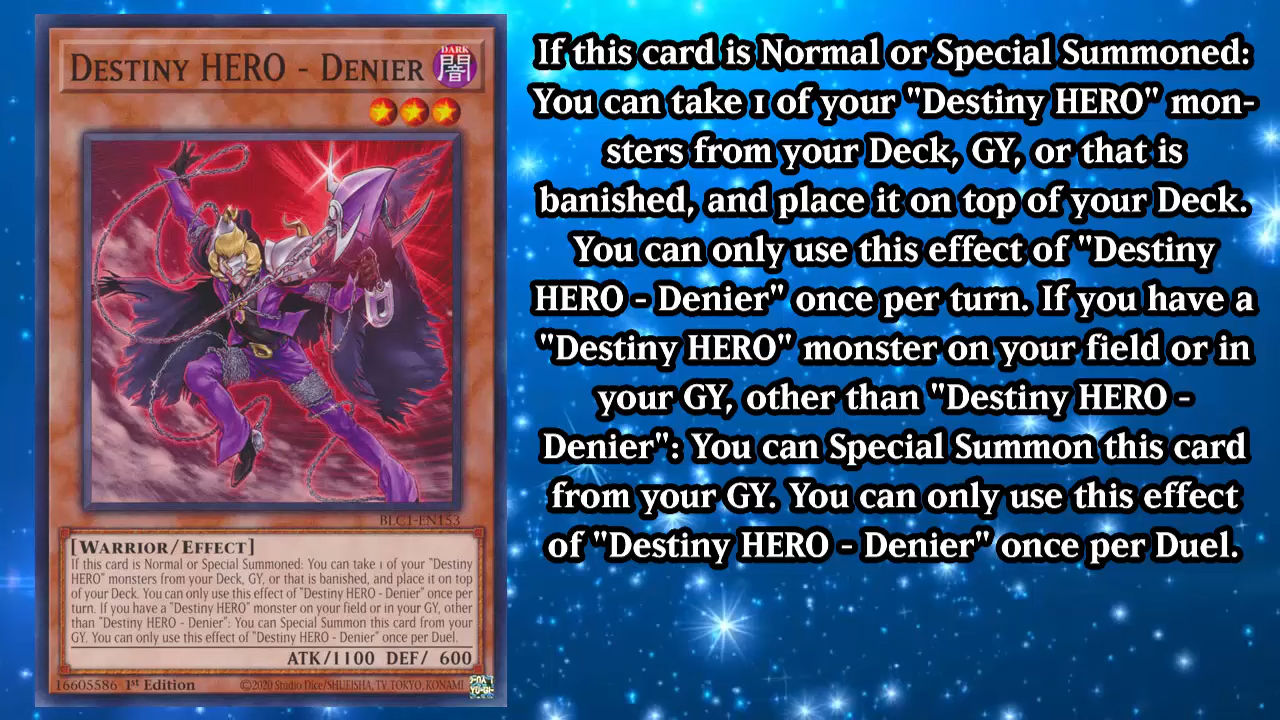 DESTINY HERO - DENIER
DARK
闇
BLC1-EN153
[WARRIOR/EFFECT]
If this card is Normal or Special Summoned: You can take 1 of your "Destiny
HERO" monsters from your Deck, GY, or that is banished, and place it on top
of your Deck. You can only use this effect of "Destiny HERO - Denier" once per
turn. If you have a "Destiny HERO" monster on your field or in your GY, other
than "Destiny HERO - Denier": You can Special Summon this card from your
GY. You can only use this effect of "Destiny HERO - Denier" once per Duel.
ATK/1100 DEF/ 600
16605586 1st Edition ©2020 Studio Dice/SHUEISHA, TV TOKYO, KONAMI
If this card is Normal or Special Summoned:
You can take 1 of your "Destiny HERO" mon-
sters from your Deck, GY, or that is
banished, and place it on top of your Deck.
You can only use this effect of "Destiny
HERO - Denier" once per turn. If you have a
"Destiny HERO" monster on your field or in
your GY, other than "Destiny HERO -
Denier": You can Special Summon this card
from your GY. You can only use this effect
of "Destiny HERO - Denier" once per Duel.